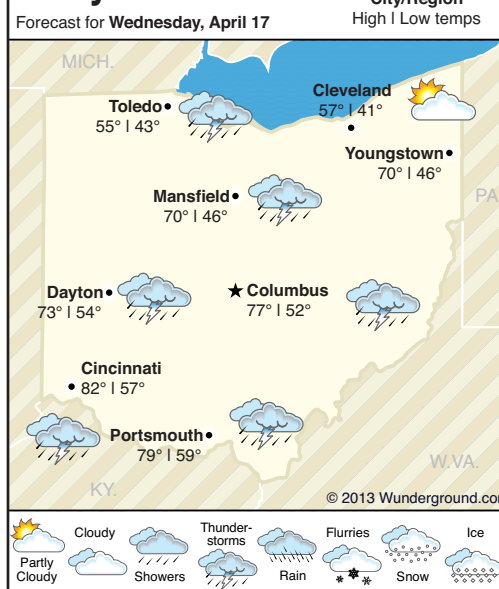 City/Region
Forecast for Wednesday, April 17
High | Low temps
MICH.
Toledo
55° | 43°
Cleveland
57° | 41°
Youngstown
70° | 46°
Mansfield
70° | 46°
PA
Dayton
73° | 54°
Columbus
77° | 52°
Cincinnati
82° | 57°
Portsmouth
79° | 59°
W.VA.
KY.
© 2013 Wunderground.com
Partly
Cloudy
Cloudy
Showers
Thunder-
storms
Rain
Flurries
Snow
Ice